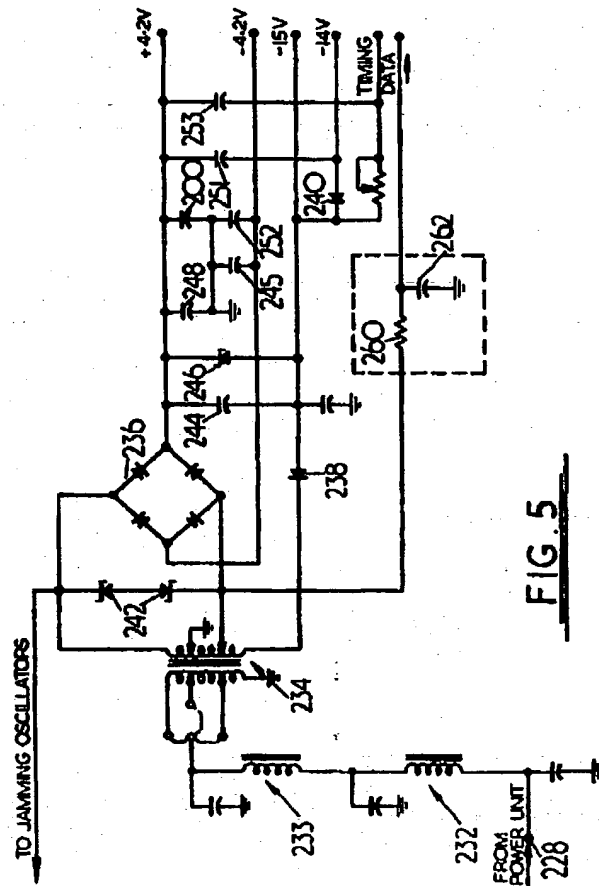 TO JAMMING OSCILLATORS
+4.2V
-4.2V
-15V
-14V
TIMING
DATA
236
242
244
246
248
200
251
253
252
245
240
238
234
233
232
260
262
FROM
POWER UNIT
228
FIG. 5